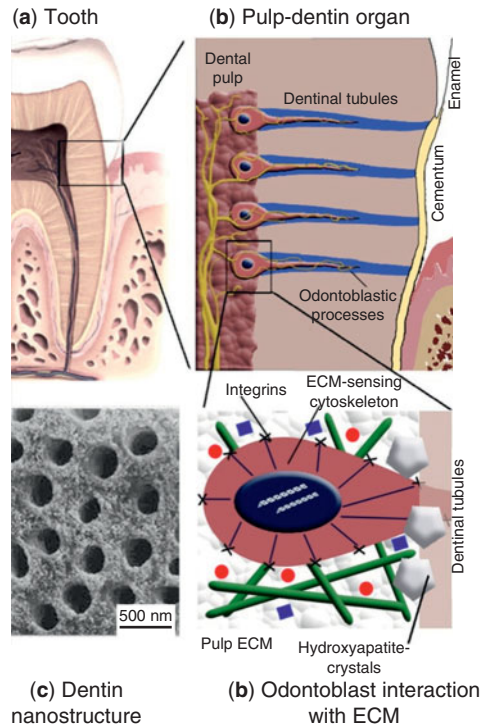 (a) Tooth
(b) Pulp-dentin organ
Dental
pulp
Dentinal tubules
Enamel
Cementum
Odontoblastic
processes
Integrins
ECM-sensing
cytoskeleton
Dentinal tubules
500 nm
Pulp ECM
Hydroxyapatite-
crystals
(c) Dentin
nanostructure
(b) Odontoblast interaction
with ECM